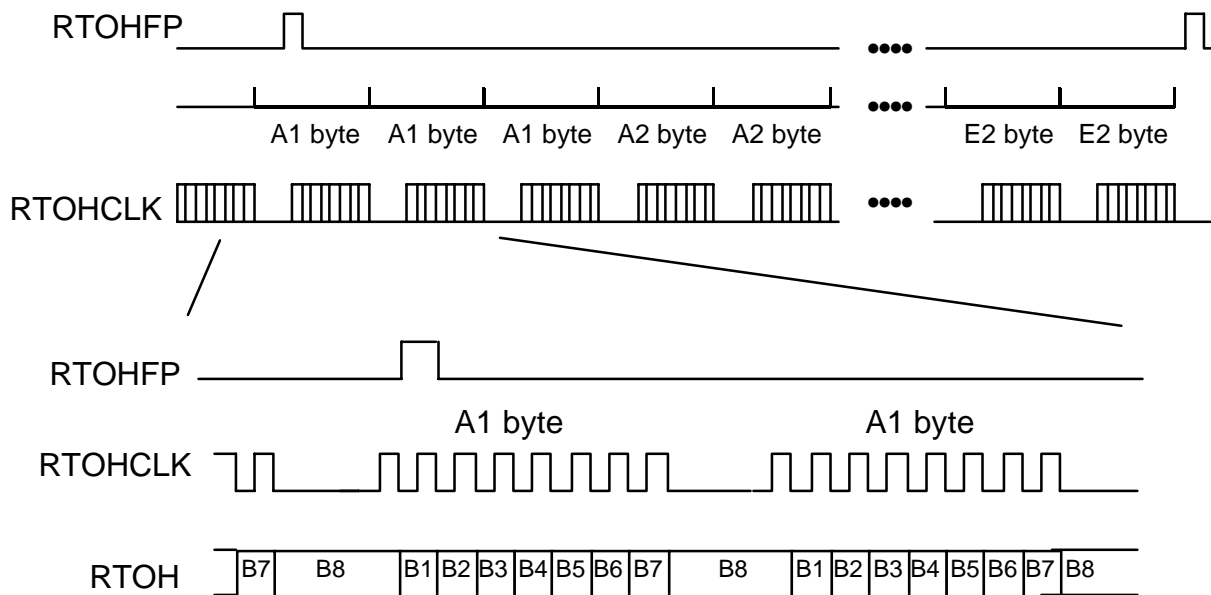 RTOHFP
A1 byte A1 byte A1 byte A2 byte A2 byte E2 byte E2 byte
RTOHCLK
RTOHFP
A1 byte A1 byte
RTOHCLK
RTOH B7 B8 B1 B2 B3 B4 B5 B6 B7 B8 B1 B2 B3 B4 B5 B6 B7 B8